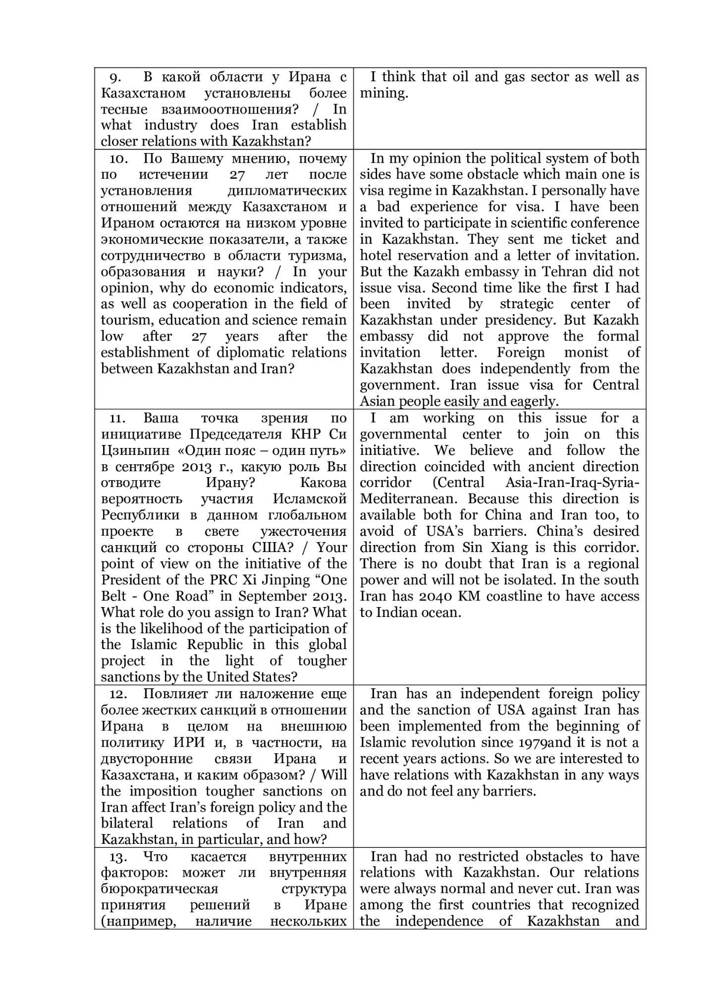 9. В какой области у Ирана с
Казахстаном установлены более
тесные взаимооотношения? / In
what industry does Iran establish
closer relations with Kazakhstan?
I think that oil and gas sector as well as
mining.
10. По Вашему мнению, почему
по истечении 27 лет после
установления дипломатических
отношений между Казахстаном и
Ираном остаются на низком уровне
экономические показатели, а также
сотрудничество в области туризма,
образования и науки? / In your
opinion, why do economic indicators,
as well as cooperation in the field of
tourism, education and science remain
low after 27 years after the
establishment of diplomatic relations
between Kazakhstan and Iran?
In my opinion the political system of both
sides have some obstacle which main one is
visa regime in Kazakhstan. I personally have
a bad experience for visa. I have been
invited to participate in scientific conference
in Kazakhstan. They sent me ticket and
hotel reservation and a letter of invitation.
But the Kazakh embassy in Tehran did not
issue visa. Second time like the first I had
been invited by strategic center of
Kazakhstan under presidency. But Kazakh
embassy did not approve the formal
invitation letter. Foreign monist of
Kazakhstan does independently from the
government. Iran issue visa for Central
Asian people easily and eagerly.
11. Ваша точка зрения по
инициативе Председателя КНР Си
Цзиньпин «Один пояс – один путь»
в сентябре 2013 г., какую роль Вы
отводите Ирану? Какова
вероятность участия Исламской
Республики в данном глобальном
проекте в свете ужесточения
санкций со стороны США? / Your
point of view on the initiative of the
President of the PRC Xi Jinping “One
Belt - One Road” in September 2013.
What role do you assign to Iran? What
is the likelihood of the participation of
the Islamic Republic in this global
project in the light of tougher
sanctions by the United States?
I am working on this issue for a
governmental center to join on this
initiative. We believe and follow the
direction coincided with ancient direction
corridor (Central Asia-Iran-Iraq-Syria-
Mediterranean. Because this direction is
available both for China and Iran too, to
avoid of USA’s barriers. China’s desired
direction from Sin Xiang is this corridor.
There is no doubt that Iran is a regional
power and will not be isolated. In the south
Iran has 2040 KM coastline to have access
to Indian ocean.
12. Повлияет ли наложение еще
более жестких санкций в отношении
Ирана в целом на внешнюю
политику ИРИ и, в частности, на
двусторонние связи Ирана и
Казахстана, и каким образом? / Will
the imposition tougher sanctions on
Iran affect Iran’s foreign policy and the
bilateral relations of Iran and
Kazakhstan, in particular, and how?
Iran has an independent foreign policy
and the sanction of USA against Iran has
been implemented from the beginning of
Islamic revolution since 1979and it is not a
recent years actions. So we are interested to
have relations with Kazakhstan in any ways
and do not feel any barriers.
13. Что касается внутренних
факторов: может ли внутренняя
бюрократическая структура
принятия решений в Иране
(например, наличие нескольких
Iran had no restricted obstacles to have
relations with Kazakhstan. Our relations
were always normal and never cut. Iran was
among the first countries that recognized
the independence of Kazakhstan and